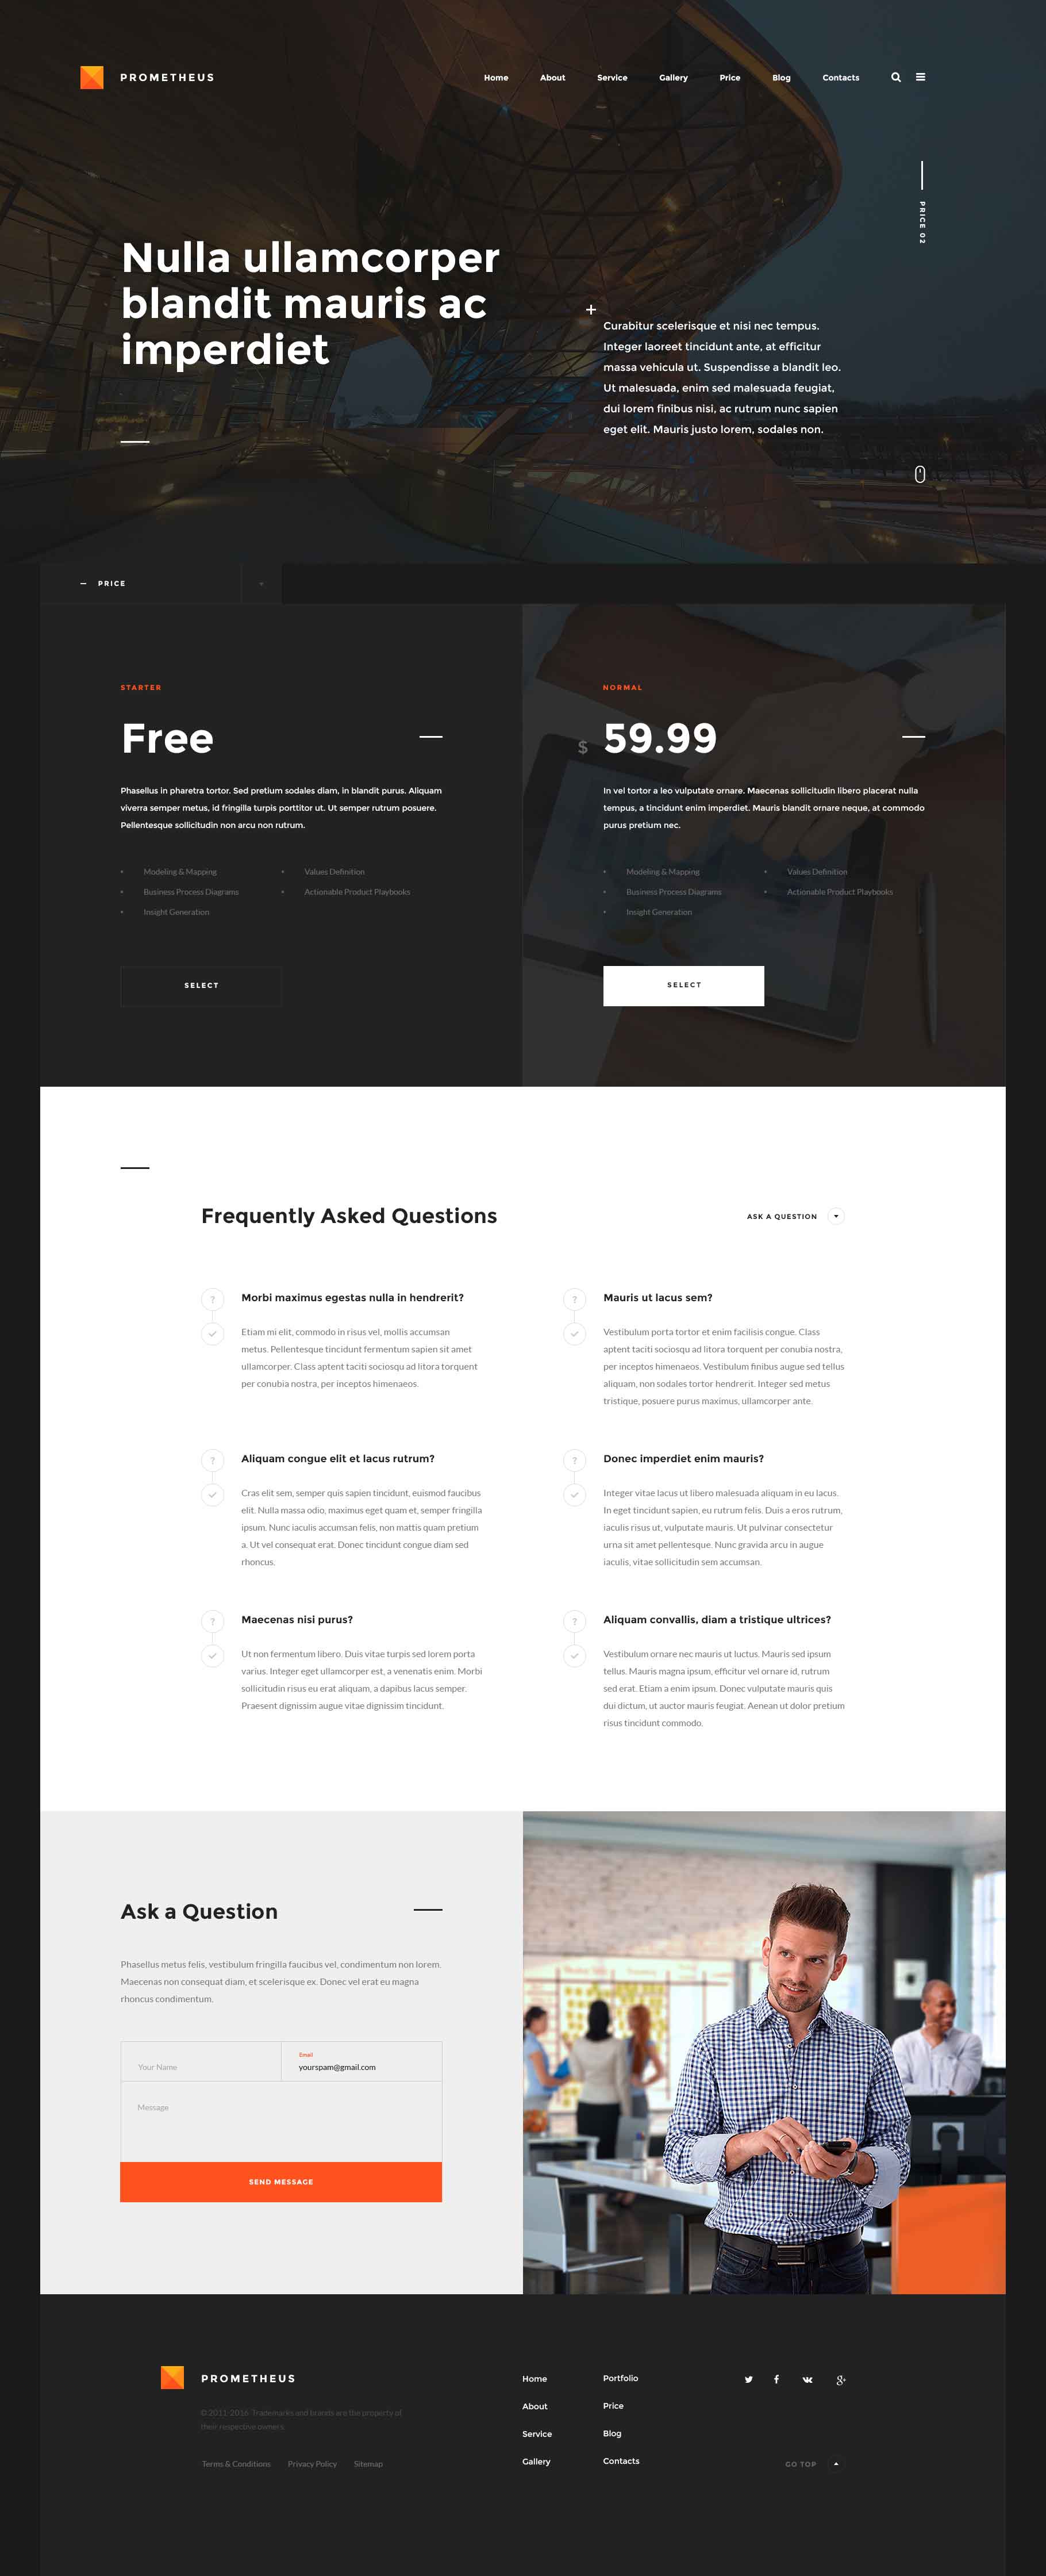 PROMETHEUS
Home About Service Gallery Price Blog Contacts
PRICE 02
Nulla ullamcorper
blandit mauris ac
imperdiet
Curabitur scelerisque et nisi nec tempus.
Integer laoreet tincidunt ante, at efficitur
massa vehicula ut. Suspendisse a blandit leo.
Ut malesuada, enim sed malesuada feugiat,
dui lorem finibus nisi, ac rutrum nunc sapien
eget elit. Mauris justo lorem, sodales non.
PRICE
STARTER
Free
Phasellus in pharetra tortor. Sed pretium sodales diam, in blandit purus. Aliquam
viverra semper metus, id fringilla turpis porttitor ut. Ut semper rutrum posuere.
Pellentesque sollicitudin non arcu non rutrum.
Modeling & Mapping
Business Process Diagrams
Insight Generation
Values Definition
Actionable Product Playbooks
SELECT
NORMAL
$ 59.99
In vel tortor a leo vulputate ornare. Maecenas sollicitudin libero placerat nulla
tempus, a tincidunt enim imperdiet. Mauris blandit ornare neque, at commodo
purus pretium nec.
Modeling & Mapping
Business Process Diagrams
Insight Generation
Values Definition
Actionable Product Playbooks
SELECT
Frequently Asked Questions
ASK A QUESTION
? Morbi maximus egestas nulla in hendrerit?
Etiam mi elit, commodo in risus vel, mollis accumsan
metus. Pellentesque tincidunt fermentum sapien sit amet
ullamcorper. Class aptent taciti sociosqu ad litora torquent
per conubia nostra, per inceptos himenaeos.
? Mauris ut lacus sem?
Vestibulum porta tortor et enim facilisis congue. Class
aptent taciti sociosqu ad litora torquent per conubia nostra,
per inceptos himenaeos. Vestibulum finibus augue sed tellus
aliquam, non sodales tortor hendrerit. Integer sed metus
tristique, posuere purus maximus, ullamcorper ante.
? Aliquam congue elit et lacus rutrum?
Cras elit sem, semper quis sapien tincidunt, euismod faucibus
elit. Nulla massa odio, maximus eget quam et, semper fringilla
ipsum. Nunc iaculis accumsan felis, non mattis quam pretium
a. Ut vel consequat erat. Donec tincidunt congue diam sed
rhoncus.
? Donec imperdiet enim mauris?
Integer vitae lacus ut libero malesuada aliquam in eu lacus.
In eget tincidunt sapien, eu rutrum felis. Duis a eros rutrum,
iaculis risus ut, vulputate mauris. Ut pulvinar consectetur
urna sit amet pellentesque. Nunc gravida arcu in augue
iaculis, vitae sollicitudin sem accumsan.
? Maecenas nisi purus?
Ut non fermentum libero. Duis vitae turpis sed lorem porta
varius. Integer eget ullamcorper est, a venenatis enim. Morbi
sollicitudin risus eu erat aliquam, a dapibus lacus semper.
Praesent dignissim augue vitae dignissim tincidunt.
? Aliquam convallis, diam a tristique ultrices?
Vestibulum ornare nec mauris ut luctus. Mauris sed ipsum
tellus. Mauris magna ipsum, efficitur vel ornare id, rutrum
sed erat. Etiam a enim ipsum. Donec vulputate mauris quis
dui dictum, ut auctor mauris feugiat. Aenean ut dolor pretium
risus tincidunt commodo.
Ask a Question
Phasellus metus felis, vestibulum fringilla faucibus vel, condimentum non lorem.
Maecenas non consequat diam, et scelerisque ex. Donec vel erat eu magna
rhoncus condimentum.
Your Name
Email
yourspam@gmail.com
Message
SEND MESSAGE
PROMETHEUS
© 2011-2016 Trademarks and brands are the property of
their respective owners.
Terms & Conditions Privacy Policy Sitemap
Home
About
Service
Gallery
Portfolio
Price
Blog
Contacts
GO TOP